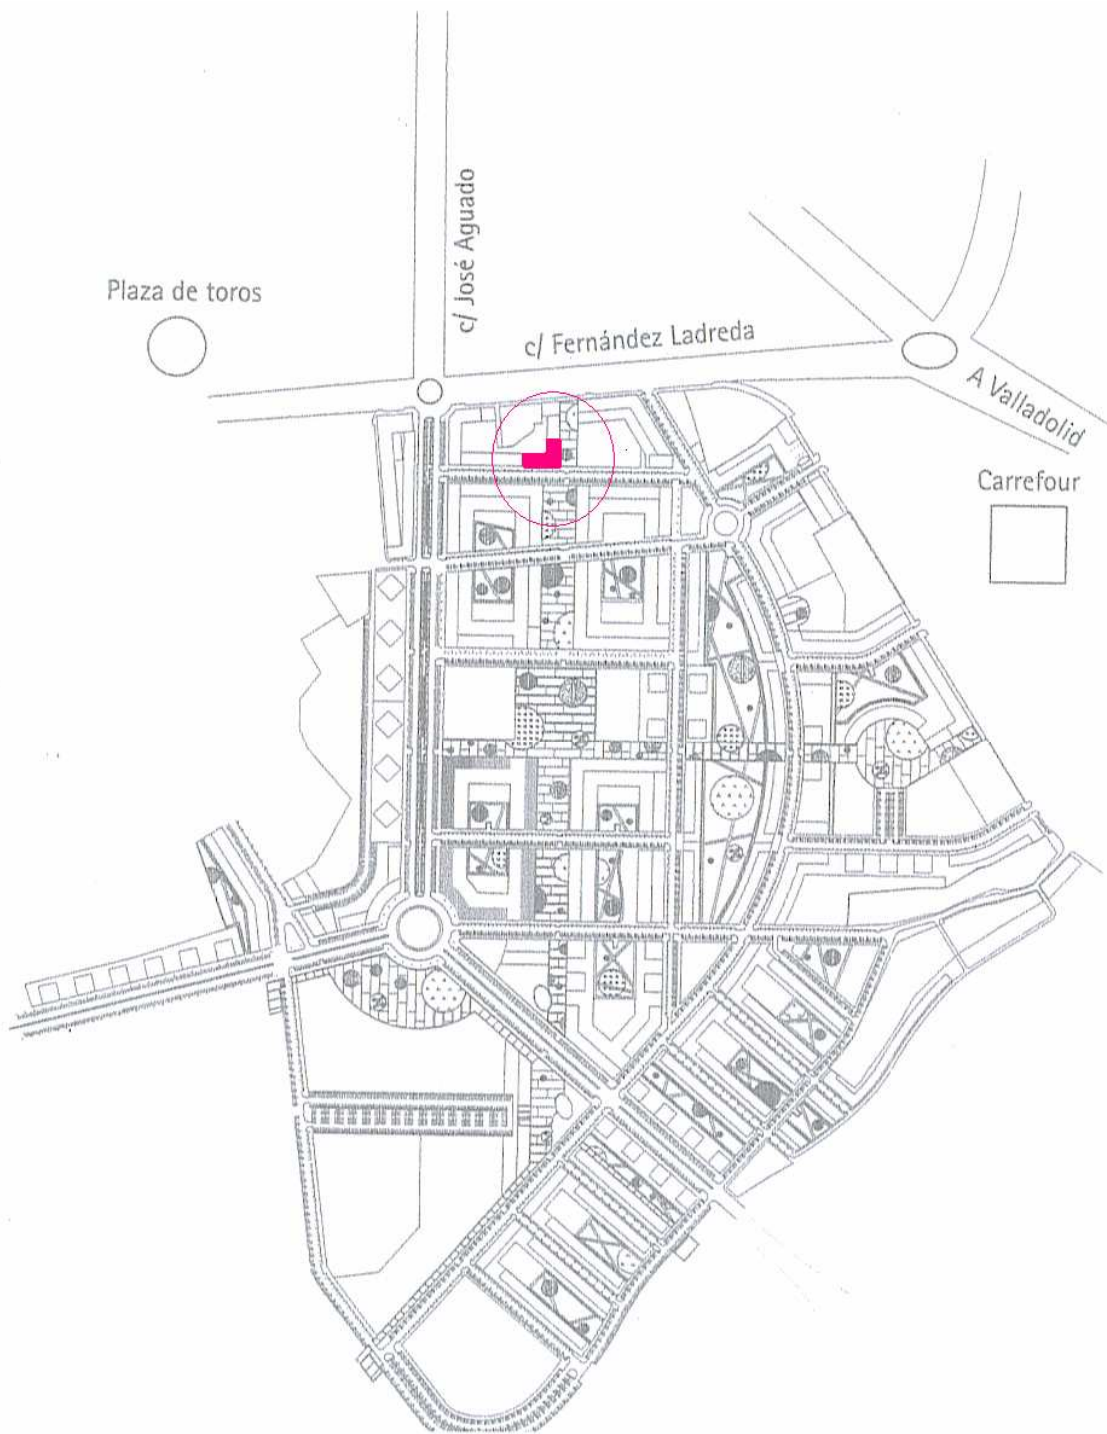 c/ José Aguado
Plaza de toros
c/ Fernández Ladreda
A Valladolid
Carrefour